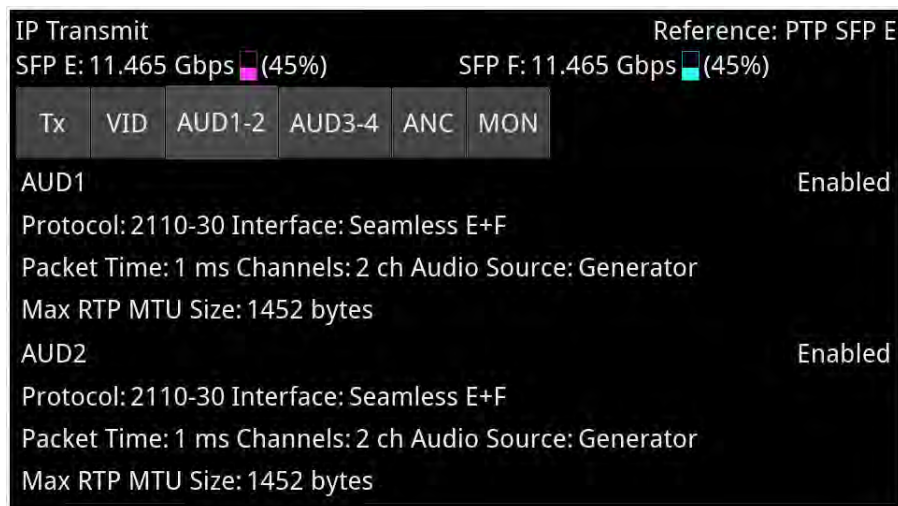 IP Transmit Reference: PTP SFP E
SFP E: 11.465 Gbps (45%) SFP F: 11.465 Gbps (45%)
Tx VID AUD1-2 AUD3-4 ANC MON
AUD1 Enabled
Protocol: 2110-30 Interface: Seamless E+F
Packet Time: 1 ms Channels: 2 ch Audio Source: Generator
Max RTP MTU Size: 1452 bytes
AUD2 Enabled
Protocol: 2110-30 Interface: Seamless E+F
Packet Time: 1 ms Channels: 2 ch Audio Source: Generator
Max RTP MTU Size: 1452 bytes